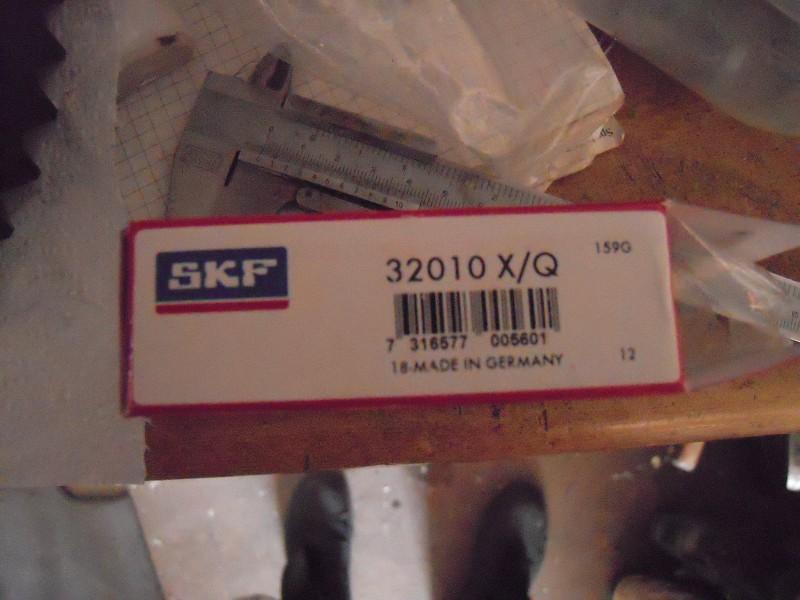 SKF
159G
32010 X/Q
7 316577 005601
18-MADE IN GERMANY
12